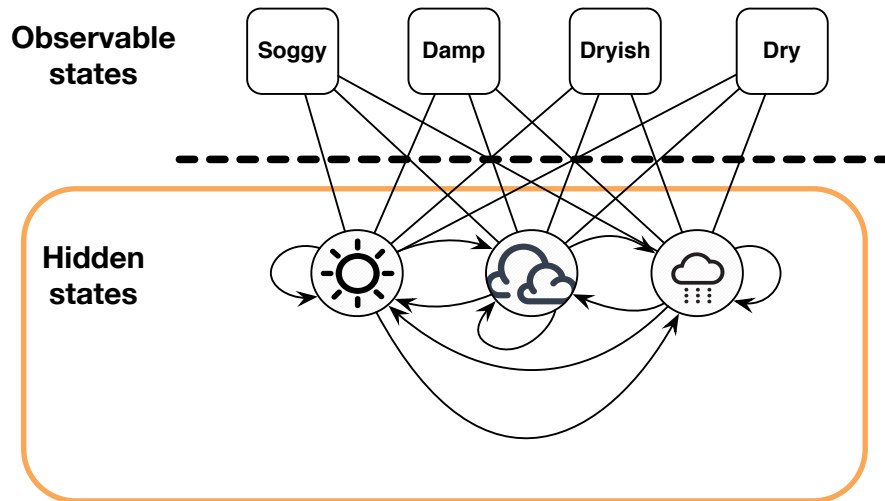 Observable
states
Soggy
Damp
Dryish
Dry
Hidden
states